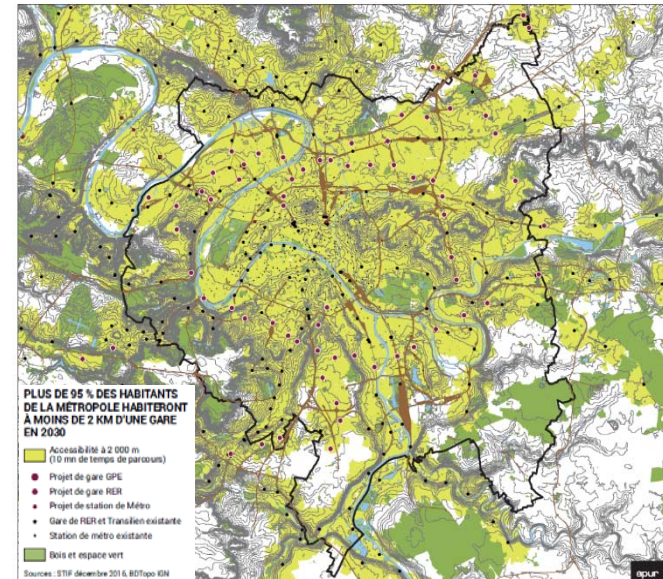 PLUS DE 95 % DES HABITANTS
DE LA MÉTROPOLE HABITERONT
À MOINS DE 2 KM D'UNE GARE
EN 2030
Accessibilité à 2 000 m
(10 mn de temps de parcours)
Projet de gare GPE
Projet de gare RER
Projet de station de Métro
Gare de RER et Transilien existante
Station de métro existante
Bois et espace vert
Sources : STIF décembre 2016, BDTopo IGN
apur